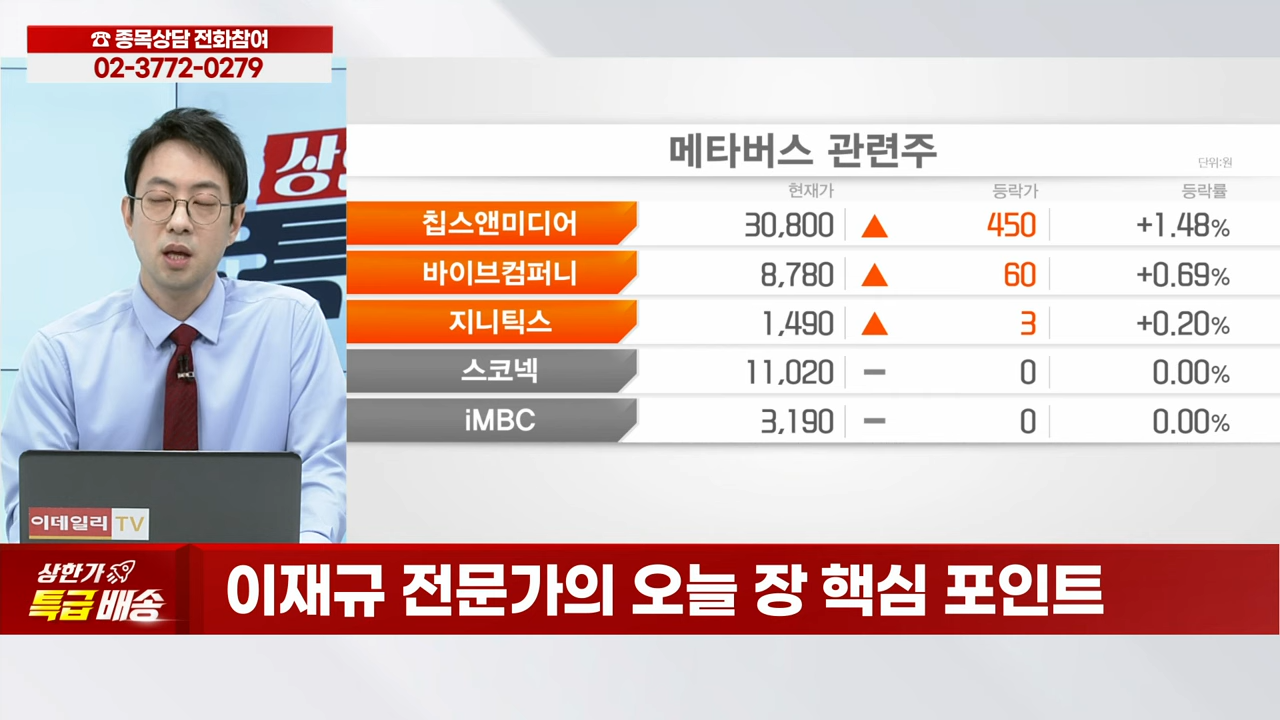 ☎ 종목상담 전화참여
02-3772-0279
상
메타버스 관련주
단위:원
현재가 등락가 등락률
칩스앤미디어 30,800 ▲ 450 +1.48%
바이브컴퍼니 8,780 ▲ 60 +0.69%
지니틱스 1,490 ▲ 3 +0.20%
스코넥 11,020 - 0 0.00%
iMBC 3,190 - 0 0.00%
이데일리 TV
상한가
특급 배송
이재규 전문가의 오늘 장 핵심 포인트